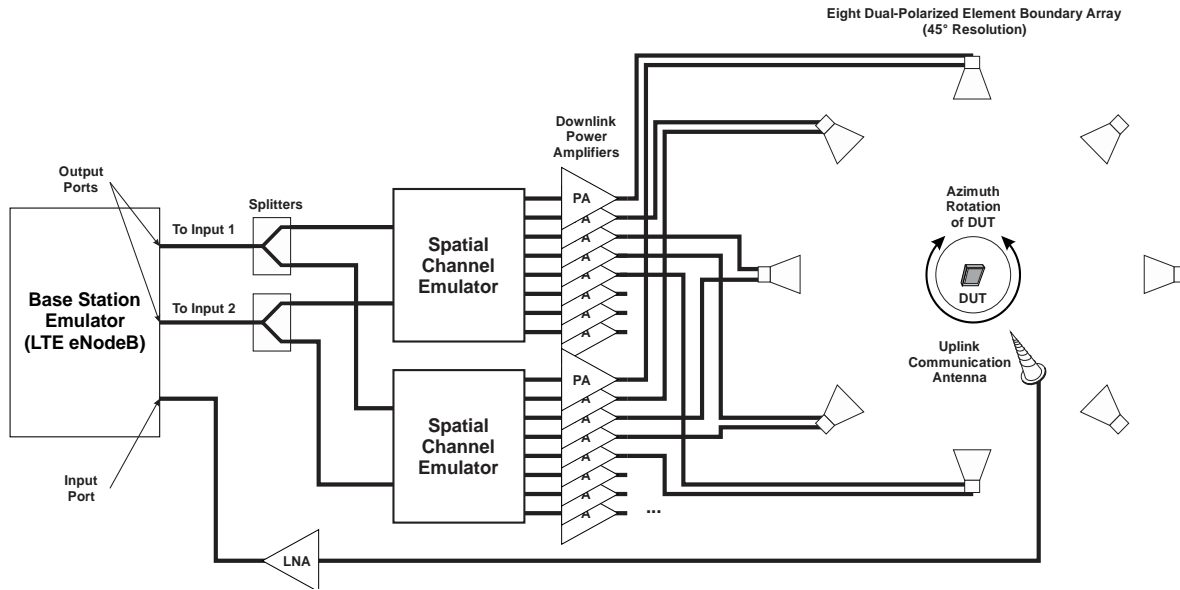 Eight Dual-Polarized Element Boundary Array
(45° Resolution)
Downlink
Power
Amplifiers
Output
Ports
Splitters
To Input 1
To Input 2
Base Station
Emulator
(LTE eNodeB)
Input
Port
Spatial
Channel
Emulator
Spatial
Channel
Emulator
PA
A
A
A
A
A
A
A
PA
A
A
A
A
A
A
A
...
Azimuth
Rotation
of DUT
DUT
Uplink
Communication
Antenna
LNA